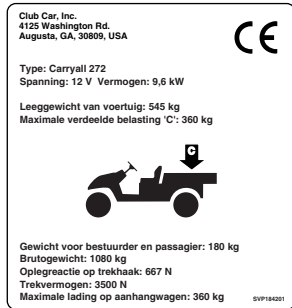 Club Car, Inc.
4125 Washington Rd.
Augusta, GA, 30809, USA
CE
Type: Carryall 272
Spanning: 12 V Vermogen: 9,6 kW
Leeggewicht van voertuig: 545 kg
Maximale verdeelde belasting 'C': 360 kg
C
Gewicht voor bestuurder en passagier: 180 kg
Brutogewicht: 1080 kg
Oplegreactie op trekhaak: 667 N
Trekvermogen: 3500 N
Maximale lading op aanhangwagen: 360 kg
SVP184201